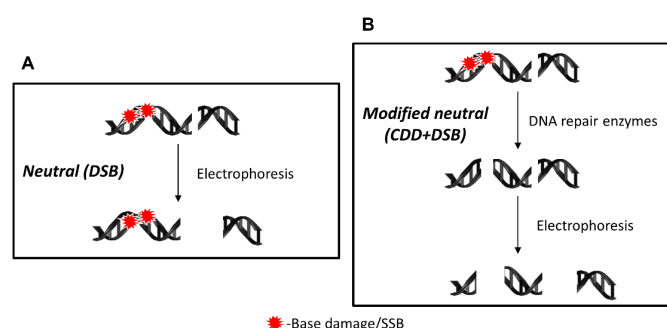 A
Neutral (DSB)
Electrophoresis
B
Modified neutral
(CDD+DSB)
DNA repair enzymes
Electrophoresis
-Base damage/SSB